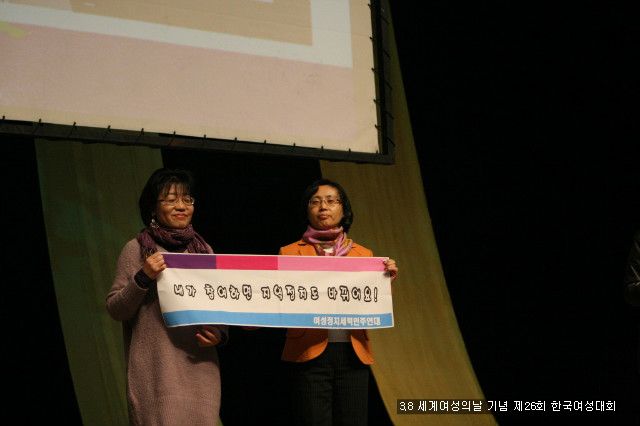 내가 참여하면 지역정치도 바뀌어요!
여성정치세력민주연대
3.8 세계여성의날 기념 제26회 한국여성대회